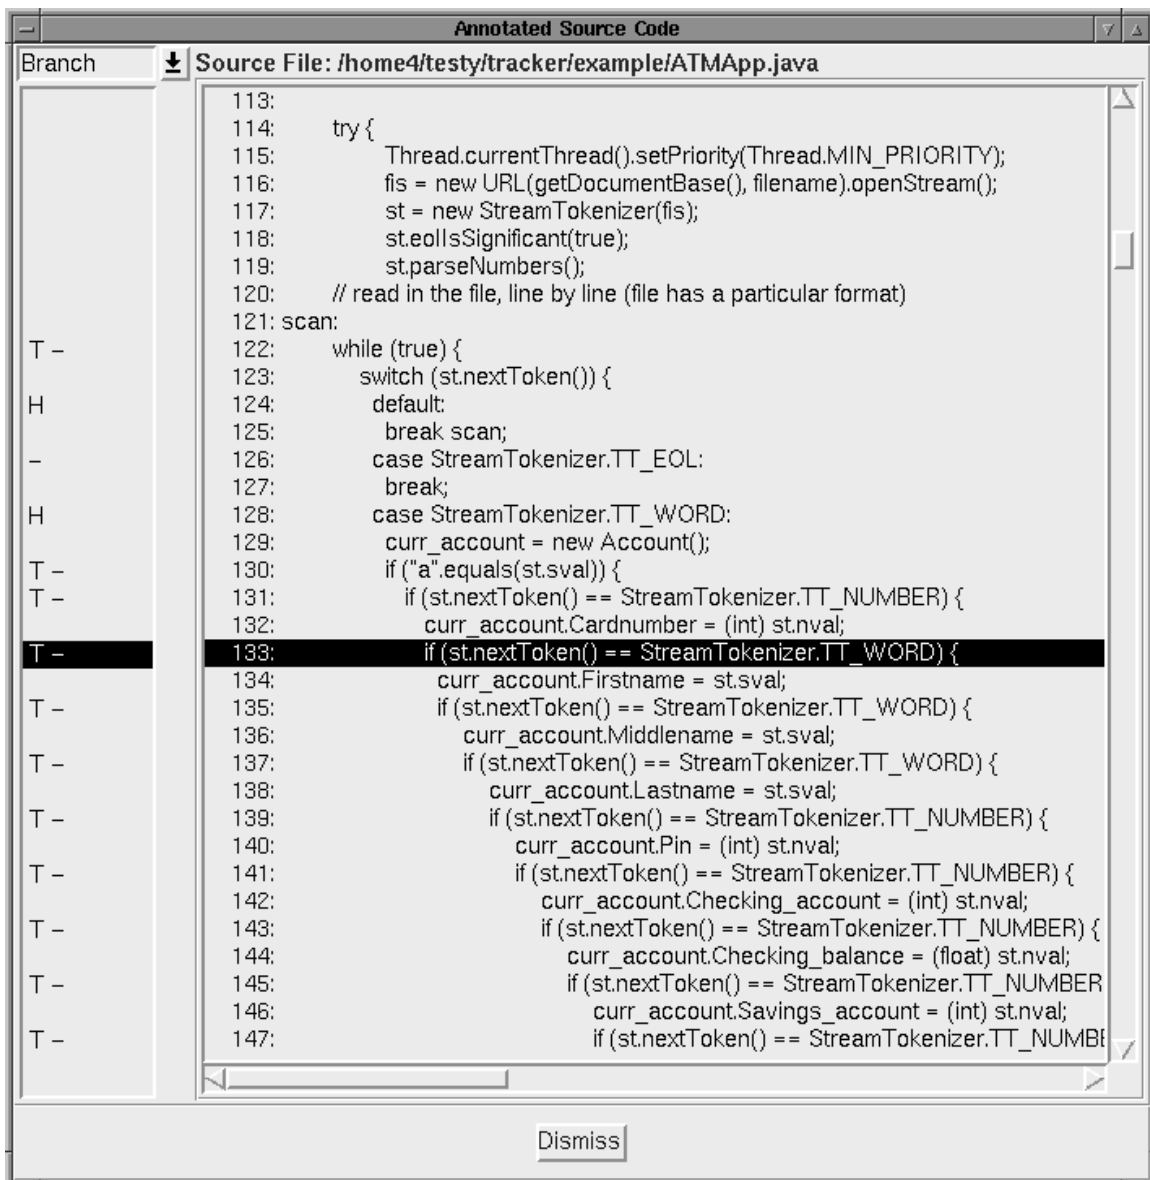 Annotated Source Code
Branch
Source File: /home4/testy/tracker/example/ATMApp.java
113:
114: try {
115: Thread.currentThread().setPriority(Thread.MIN_PRIORITY);
116: fis = new URL(getDocumentBase(), filename).openStream();
117: st = new StreamTokenizer(fis);
118: st.eolIsSignificant(true);
119: st.parseNumbers();
120: // read in the file, line by line (file has a particular format)
121: scan:
T – 122: while (true) {
123: switch (st.nextToken()) {
H 124: default:
125: break scan;
– 126: case StreamTokenizer.TT_EOL:
127: break;
H 128: case StreamTokenizer.TT_WORD:
129: curr_account = new Account();
T – 130: if ("a".equals(st.sval)) {
T – 131: if (st.nextToken() == StreamTokenizer.TT_NUMBER) {
132: curr_account.Cardnumber = (int) st.nval;
T – 133: if (st.nextToken() == StreamTokenizer.TT_WORD) {
134: curr_account.Firstname = st.sval;
T – 135: if (st.nextToken() == StreamTokenizer.TT_WORD) {
136: curr_account.Middlename = st.sval;
T – 137: if (st.nextToken() == StreamTokenizer.TT_WORD) {
138: curr_account.Lastname = st.sval;
T – 139: if (st.nextToken() == StreamTokenizer.TT_NUMBER) {
140: curr_account.Pin = (int) st.nval;
T – 141: if (st.nextToken() == StreamTokenizer.TT_NUMBER) {
142: curr_account.Checking_account = (int) st.nval;
T – 143: if (st.nextToken() == StreamTokenizer.TT_NUMBER) {
144: curr_account.Checking_balance = (float) st.nval;
T – 145: if (st.nextToken() == StreamTokenizer.TT_NUMBER
146: curr_account.Savings_account = (int) st.nval;
T – 147: if (st.nextToken() == StreamTokenizer.TT_NUMBE
Dismiss